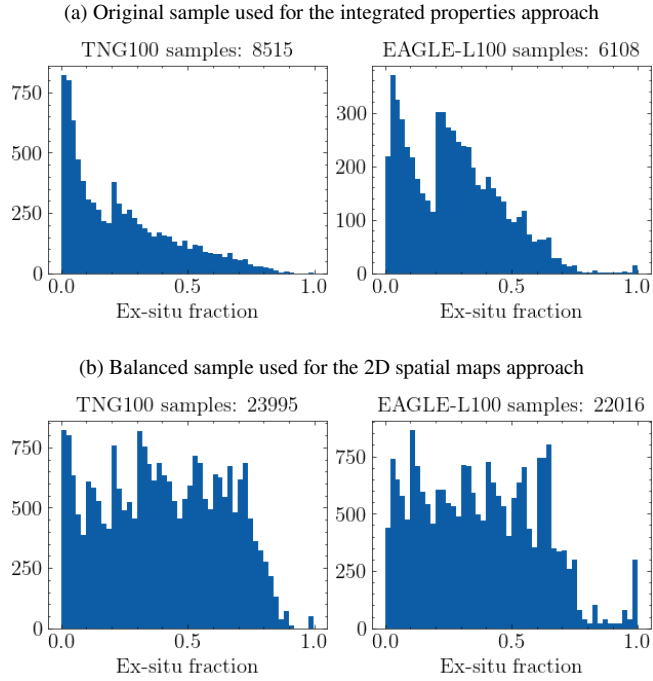 (a) Original sample used for the integrated properties approach
TNG100 samples: 8515
EAGLE-L100 samples: 6108
750
500
250
0
300
200
100
0
0.0 0.5 1.0
0.0 0.5 1.0
Ex-situ fraction
Ex-situ fraction
(b) Balanced sample used for the 2D spatial maps approach
TNG100 samples: 23995
EAGLE-L100 samples: 22016
750
500
250
0
750
500
250
0
0.0 0.5 1.0
0.0 0.5 1.0
Ex-situ fraction
Ex-situ fraction